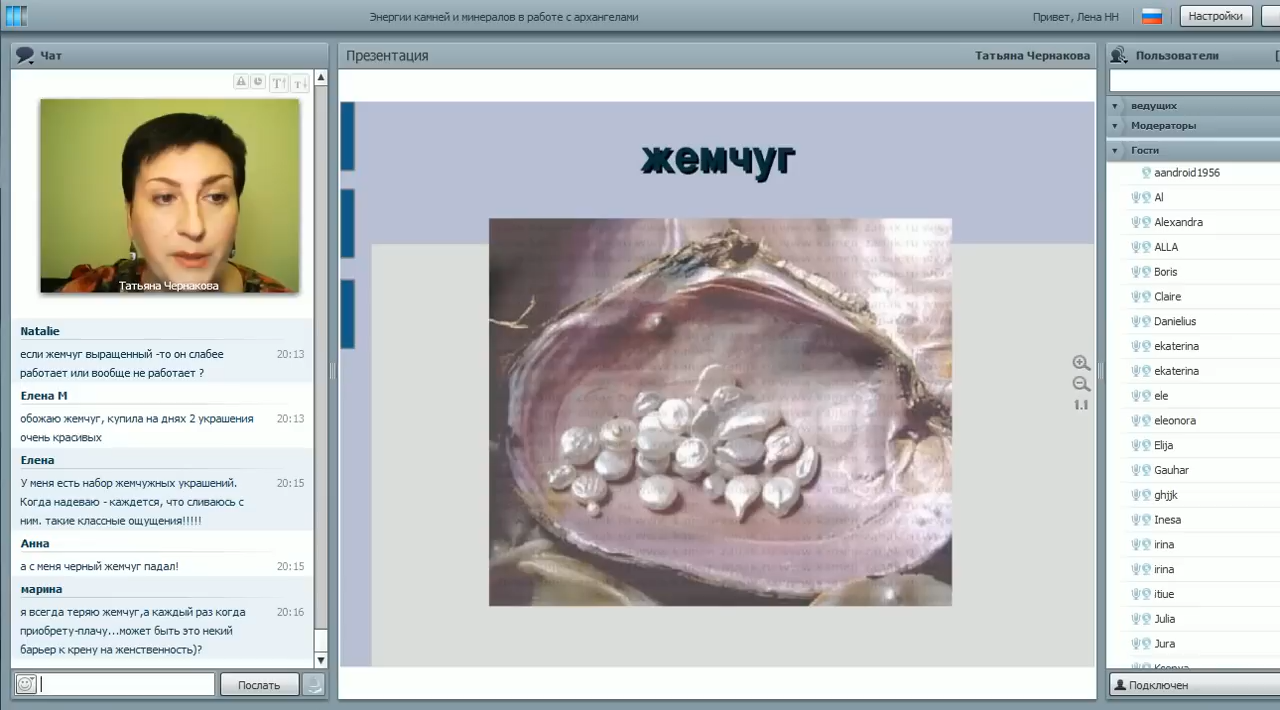 Энергии камней и минералов в работе с архангелами
Привет, Лена НН
Настройки
Чат
Татьяна Чернакова
Natalie
если жемчуг выращенный -то он слабее
20:13
работает или вообще не работает ?
Елена М
обожаю жемчуг, купила на днях 2 украшения
20:13
очень красивых
Елена
У меня есть набор жемчужных украшений.
20:15
Когда надеваю - каждется, что сливаюсь с
ним. такие классные ощущения!!!!!
Анна
а с меня черный жемчуг падал!
20:15
марина
я всегда теряю жемчуг,а каждый раз когда
20:16
приобрету-плачу...может быть это некий
барьер к крену на женственность)?
Послать
Презентация
Татьяна Чернакова
жемчуг
1:1
Пользователи
ведущих
Модераторы
Гости
aandroid1956
Al
Alexandra
ALLA
Boris
Claire
Danielius
ekaterina
ekaterina
ele
eleonora
Elija
Gauhar
ghjjk
Inesa
irina
irina
itiue
Julia
Jura
Подключен